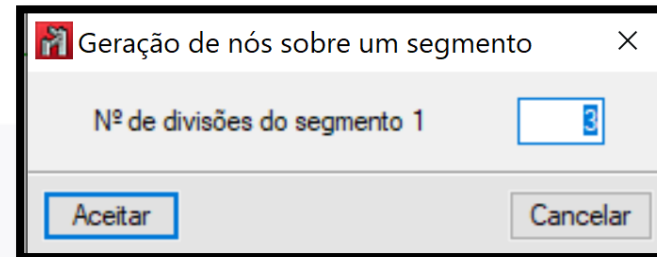 Geração de nós sobre um segmento
Nº de divisões do segmento 1 3
Aceitar Cancelar